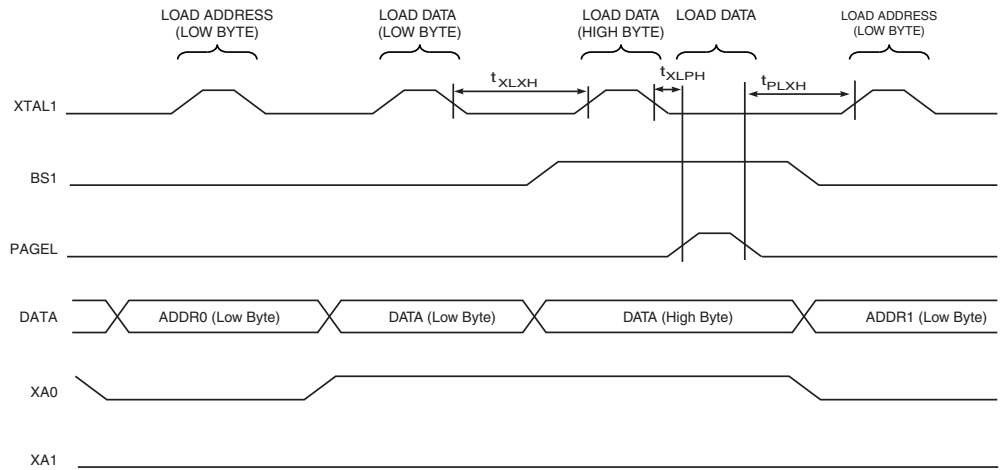 LOAD ADDRESS
(LOW BYTE)
LOAD DATA
(LOW BYTE)
LOAD DATA
(HIGH BYTE)
LOAD DATA
LOAD ADDRESS
(LOW BYTE)
tXLXH
tXLPH
tPLXH
XTAL1
BS1
PAGEL
DATA
ADDR0 (Low Byte)
DATA (Low Byte)
DATA (High Byte)
ADDR1 (Low Byte)
XA0
XA1